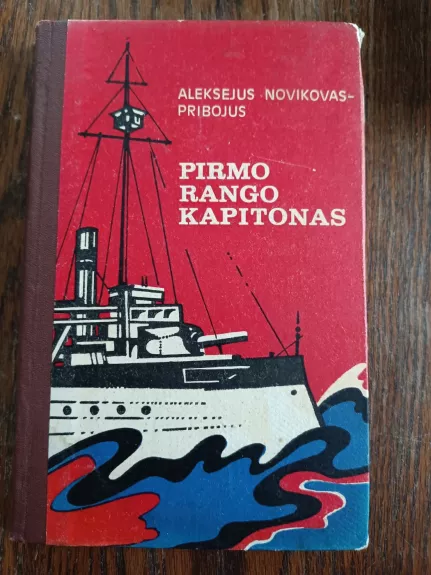 ALEKSEJUS NOVIKOVAS-
PRIBOJUS
PIRMO
RANGO
KAPITONAS